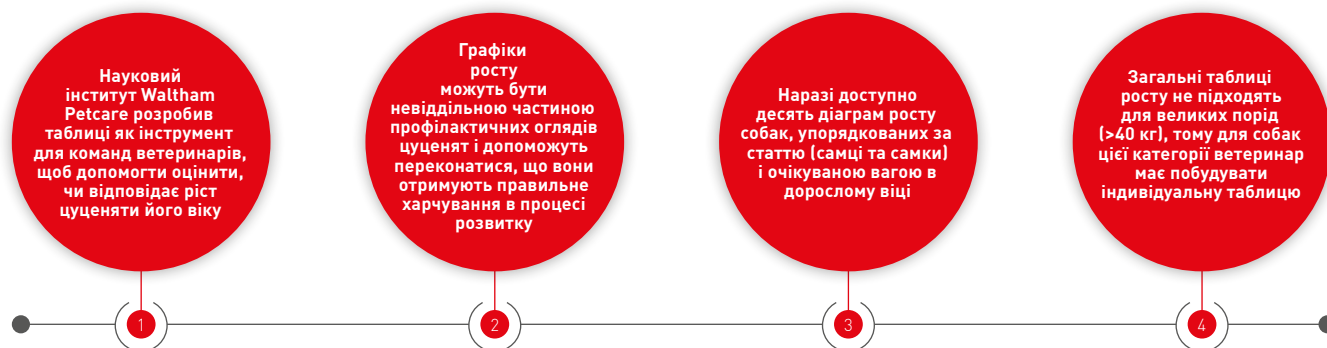 Науковий
інститут Waltham
Petcare розробив
таблиці як інструмент
для команд ветеринарів,
щоб допомогти оцінити,
чи відповідає ріст
цуценяти його віку
1
Графіки
росту
можуть бути
невіддільною частиною
профілактичних оглядів
цуценят і допоможуть
переконатися, що вони
отримують правильне
харчування в процесі
розвитку
2
Наразі доступно
десять діаграм росту
собак, упорядкованих за
статтю (самці та самки)
і очікуваною вагою в
дорослому віці
3
Загальні таблиці
росту не підходять
для великих порід
(>40 кг), тому для собак
цієї категорії ветеринар
має побудувати
індивідуальну таблицю
4